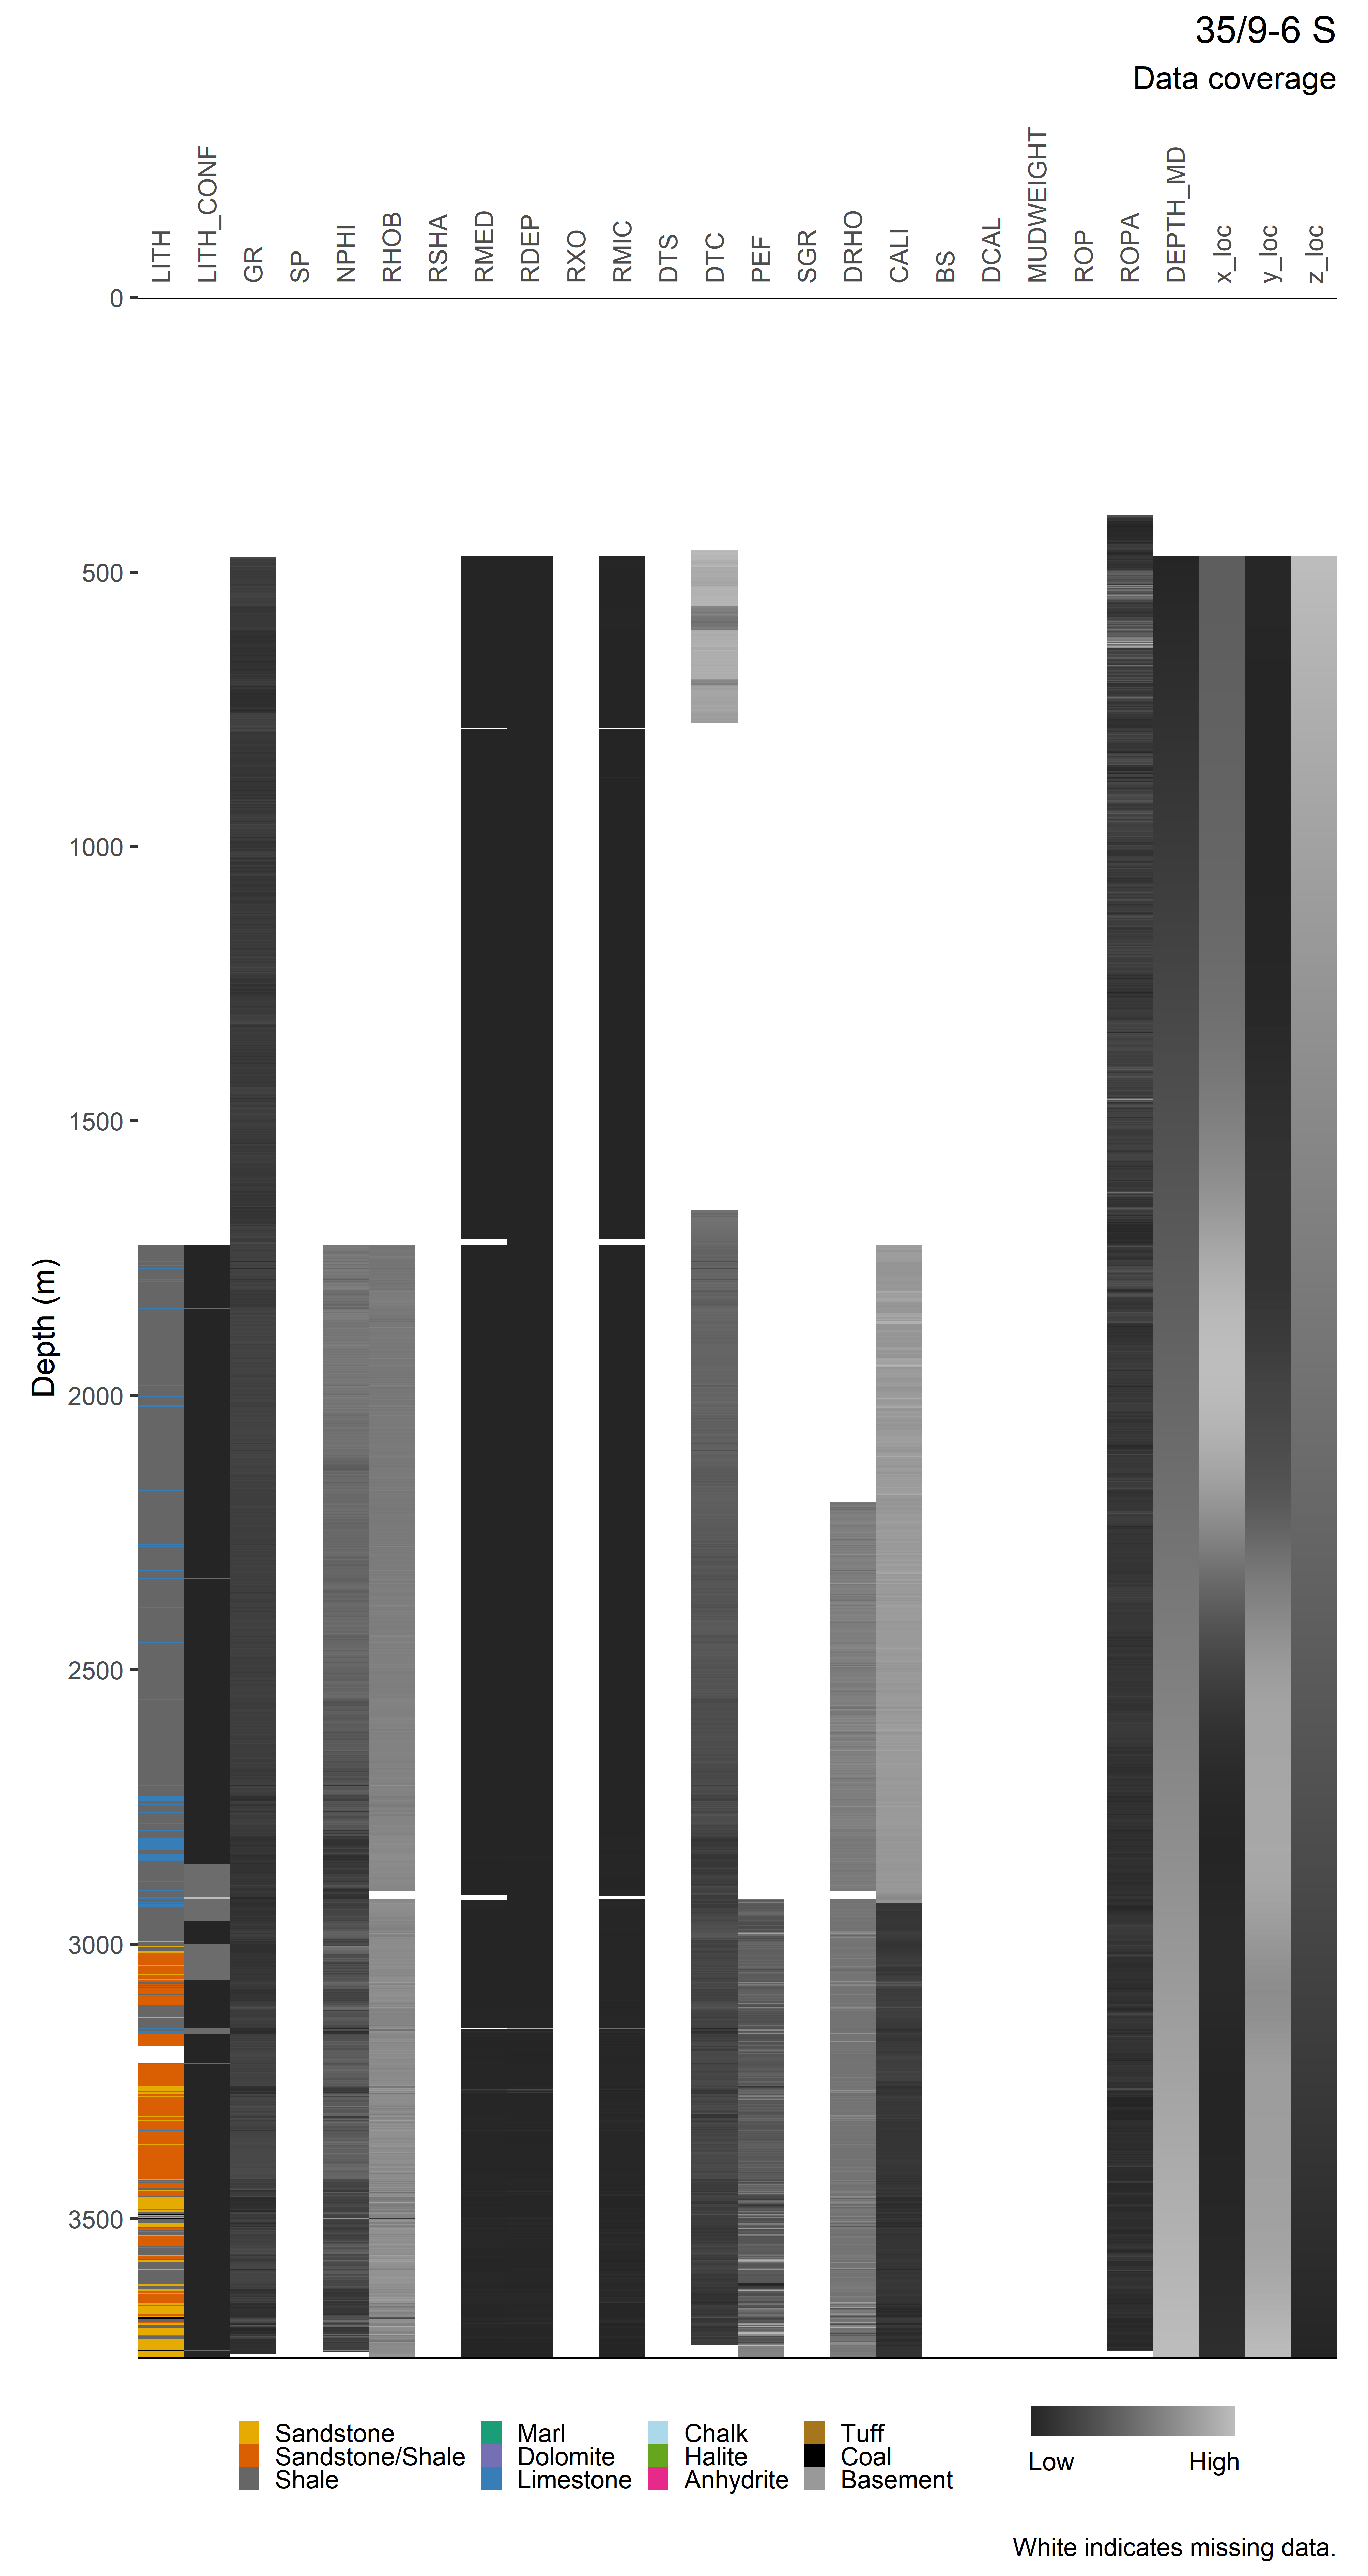 35/9-6 S
Data coverage
LITH
LITH_CONF
GR
SP
NPHI
RHOB
RSHA
RMED
RDEP
RXO
RMIC
DTS
DTC
PEF
SGR
DRHO
CALI
BS
DCAL
MUDWEIGHT
ROP
ROPA
DEPTH_MD
x_loc
y_loc
z_loc
0
500
1000
1500
2000
2500
3000
3500
Depth (m)
Sandstone
Sandstone/Shale
Shale
Marl
Dolomite
Limestone
Chalk
Halite
Anhydrite
Tuff
Coal
Basement
Low High
White indicates missing data.